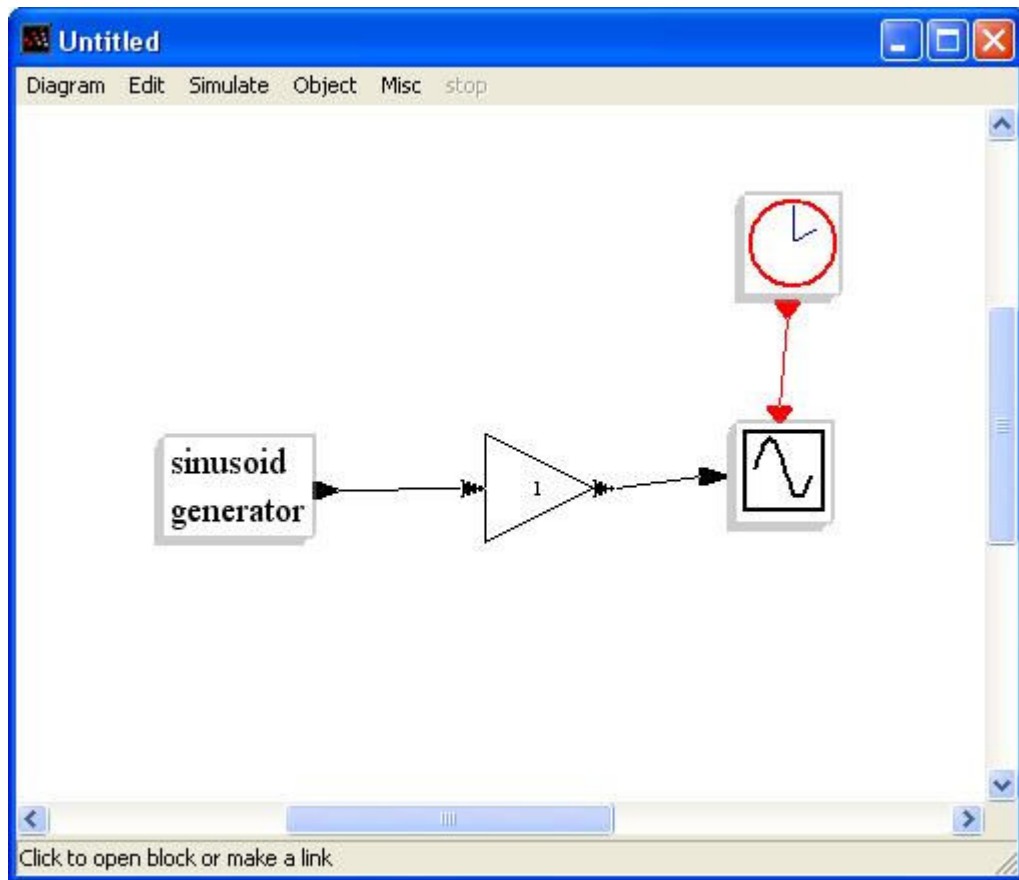 Untitled
Diagram Edit Simulate Object Misc stop
sinusoid
generator
1
Click to open block or make a link